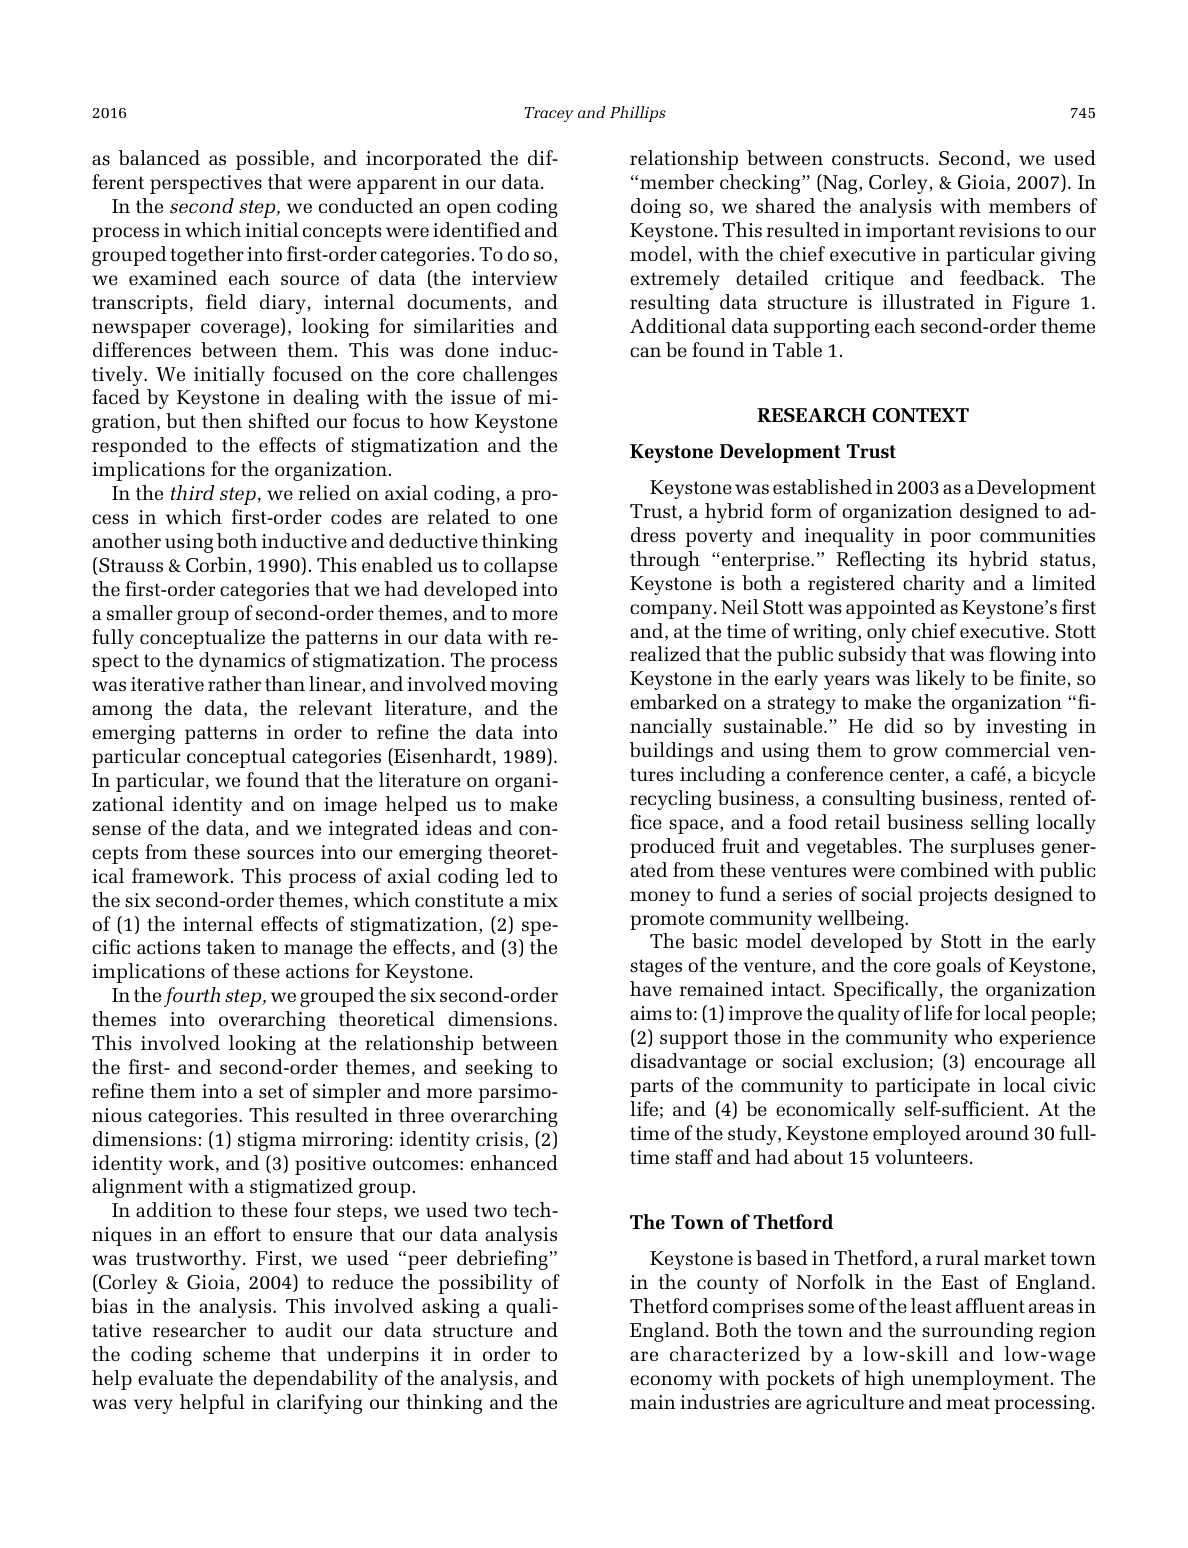 2016
Tracey and Phillips
745
as balanced as possible, and incorporated the dif-
ferent perspectives that were apparent in our data.
In the second step, we conducted an open coding
process in which initial concepts were identified and
grouped together into first-order categories. To do so,
we examined each source of data (the interview
transcripts, field diary, internal documents, and
newspaper coverage), looking for similarities and
differences between them. This was done induc-
tively. We initially focused on the core challenges
faced by Keystone in dealing with the issue of mi-
gration, but then shifted our focus to how Keystone
responded to the effects of stigmatization and the
implications for the organization.
In the third step, we relied on axial coding, a pro-
cess in which first-order codes are related to one
another using both inductive and deductive thinking
(Strauss & Corbin, 1990). This enabled us to collapse
the first-order categories that we had developed into
a smaller group of second-order themes, and to more
fully conceptualize the patterns in our data with re-
spect to the dynamics of stigmatization. The process
was iterative rather than linear, and involved moving
among the data, the relevant literature, and the
emerging patterns in order to refine the data into
particular conceptual categories (Eisenhardt, 1989).
In particular, we found that the literature on organi-
zational identity and on image helped us to make
sense of the data, and we integrated ideas and con-
cepts from these sources into our emerging theoret-
ical framework. This process of axial coding led to
the six second-order themes, which constitute a mix
of (1) the internal effects of stigmatization, (2) spe-
cific actions taken to manage the effects, and (3) the
implications of these actions for Keystone.
In the fourth step, we grouped the six second-order
themes into overarching theoretical dimensions.
This involved looking at the relationship between
the first- and second-order themes, and seeking to
refine them into a set of simpler and more parsimo-
nious categories. This resulted in three overarching
dimensions: (1) stigma mirroring: identity crisis, (2)
identity work, and (3) positive outcomes: enhanced
alignment with a stigmatized group.
In addition to these four steps, we used two tech-
niques in an effort to ensure that our data analysis
was trustworthy. First, we used “peer debriefing”
(Corley & Gioia, 2004) to reduce the possibility of
bias in the analysis. This involved asking a quali-
tative researcher to audit our data structure and
the coding scheme that underpins it in order to
help evaluate the dependability of the analysis, and
was very helpful in clarifying our thinking and the
relationship between constructs. Second, we used
“member checking” (Nag, Corley, & Gioia, 2007). In
doing so, we shared the analysis with members of
Keystone. This resulted in important revisions to our
model, with the chief executive in particular giving
extremely detailed critique and feedback. The
resulting data structure is illustrated in Figure 1.
Additional data supporting each second-order theme
can be found in Table 1.
RESEARCH CONTEXT
Keystone Development Trust
Keystone was established in 2003 as a Development
Trust, a hybrid form of organization designed to ad-
dress poverty and inequality in poor communities
through “enterprise.” Reflecting its hybrid status,
Keystone is both a registered charity and a limited
company. Neil Stott was appointed as Keystone’s first
and, at the time of writing, only chief executive. Stott
realized that the public subsidy that was flowing into
Keystone in the early years was likely to be finite, so
embarked on a strategy to make the organization “fi-
nancially sustainable.” He did so by investing in
buildings and using them to grow commercial ven-
tures including a conference center, a café, a bicycle
recycling business, a consulting business, rented of-
fice space, and a food retail business selling locally
produced fruit and vegetables. The surpluses gener-
ated from these ventures were combined with public
money to fund a series of social projects designed to
promote community wellbeing.
The basic model developed by Stott in the early
stages of the venture, and the core goals of Keystone,
have remained intact. Specifically, the organization
aims to: (1) improve the quality of life for local people;
(2) support those in the community who experience
disadvantage or social exclusion; (3) encourage all
parts of the community to participate in local civic
life; and (4) be economically self-sufficient. At the
time of the study, Keystone employed around 30 full-
time staff and had about 15 volunteers.
The Town of Thetford
Keystone is based in Thetford, a rural market town
in the county of Norfolk in the East of England.
Thetford comprises some of the least affluent areas in
England. Both the town and the surrounding region
are characterized by a low-skill and low-wage
economy with pockets of high unemployment. The
main industries are agriculture and meat processing.